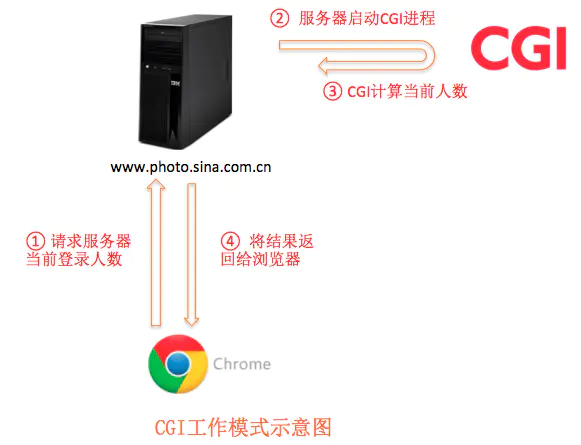 ② 服务器启动CGI进程
CGI
③ CGI计算当前人数
IBM
www.photo.sina.com.cn
① 请求服务器
当前登录人数
④ 将结果返
回给浏览器
Chrome
CGI工作模式示意图